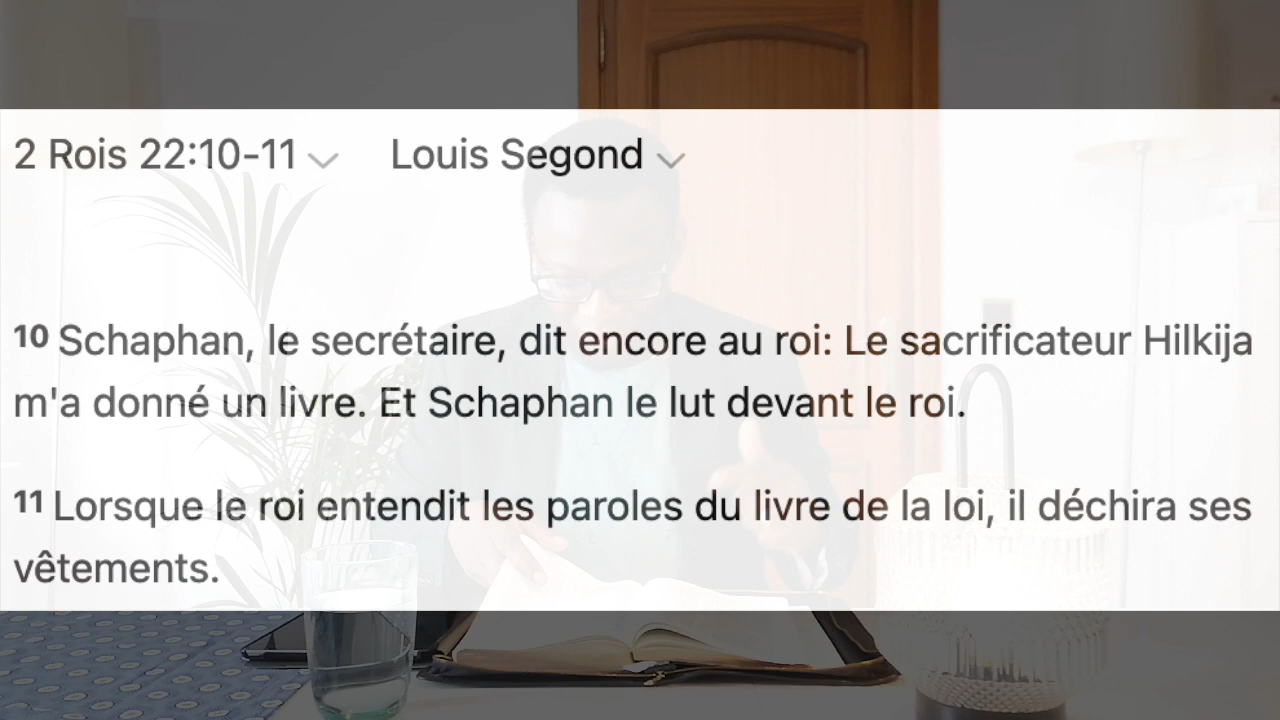 2 Rois 22:10-11 Louis Segond
10 Schaphan, le secrétaire, dit encore au roi: Le sacrificateur Hilkija
m'a donné un livre. Et Schaphan le lut devant le roi.
11 Lorsque le roi entendit les paroles du livre de la loi, il déchira ses
vêtements.